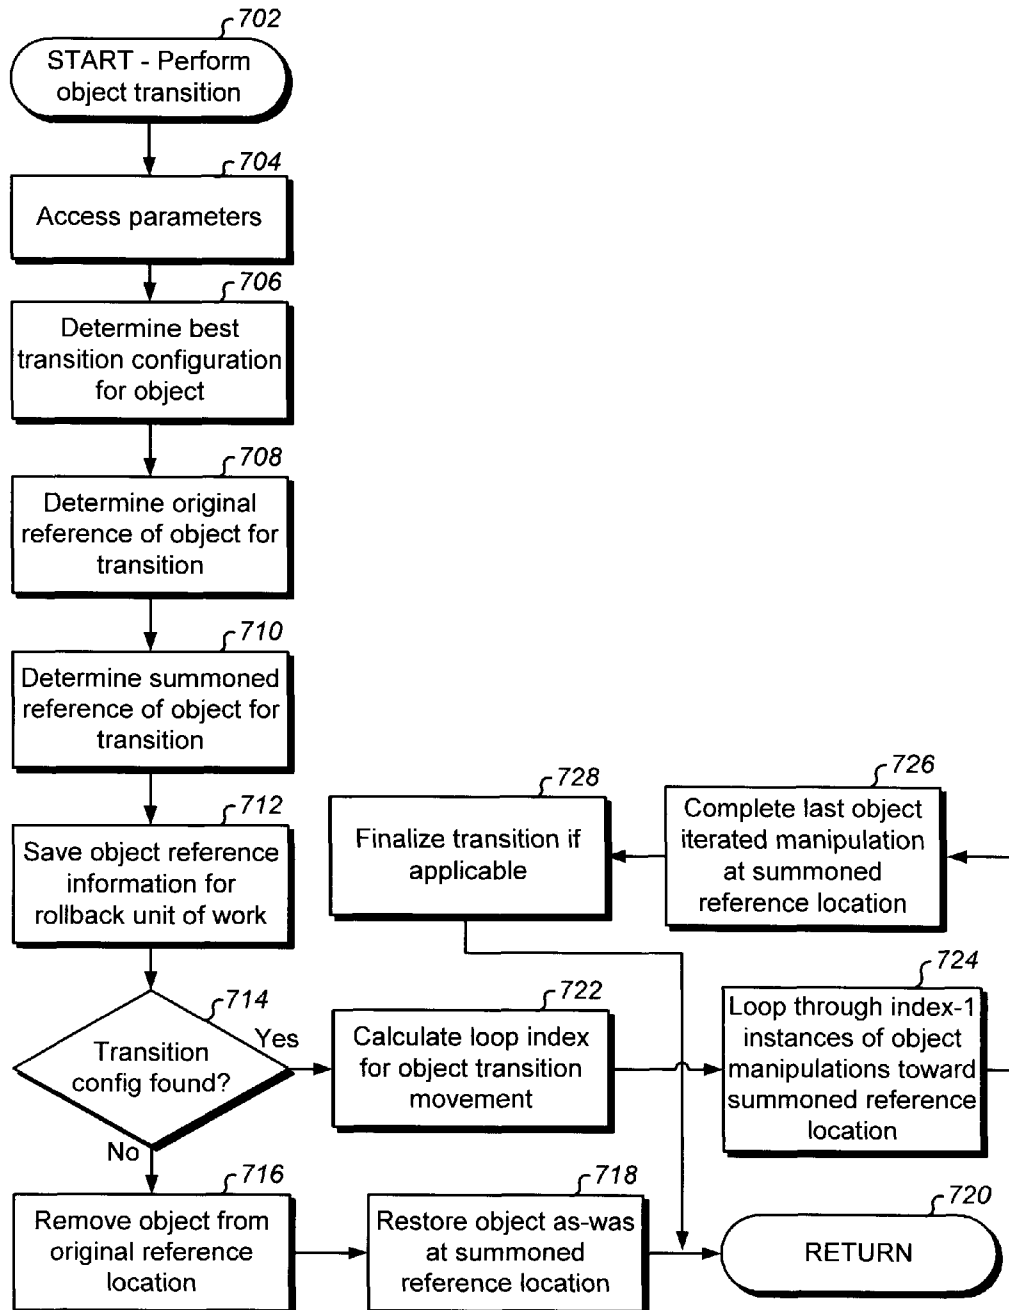 702
START - Perform
object transition
704
Access parameters
706
Determine best
transition configuration
for object
708
Determine original
reference of object for
transition
710
Determine summoned
reference of object for
transition
712
Save object reference
information for
rollback unit of work
714
Transition
config found?
Yes
No
716
Remove object from
original reference
location
718
Restore object as-was
at summoned
reference location
720
RETURN
722
Calculate loop index
for object transition
movement
724
Loop through index-1
instances of object
manipulations toward
summoned reference
location
726
Complete last object
iterated manipulation
at summoned
reference location
728
Finalize transition if
applicable